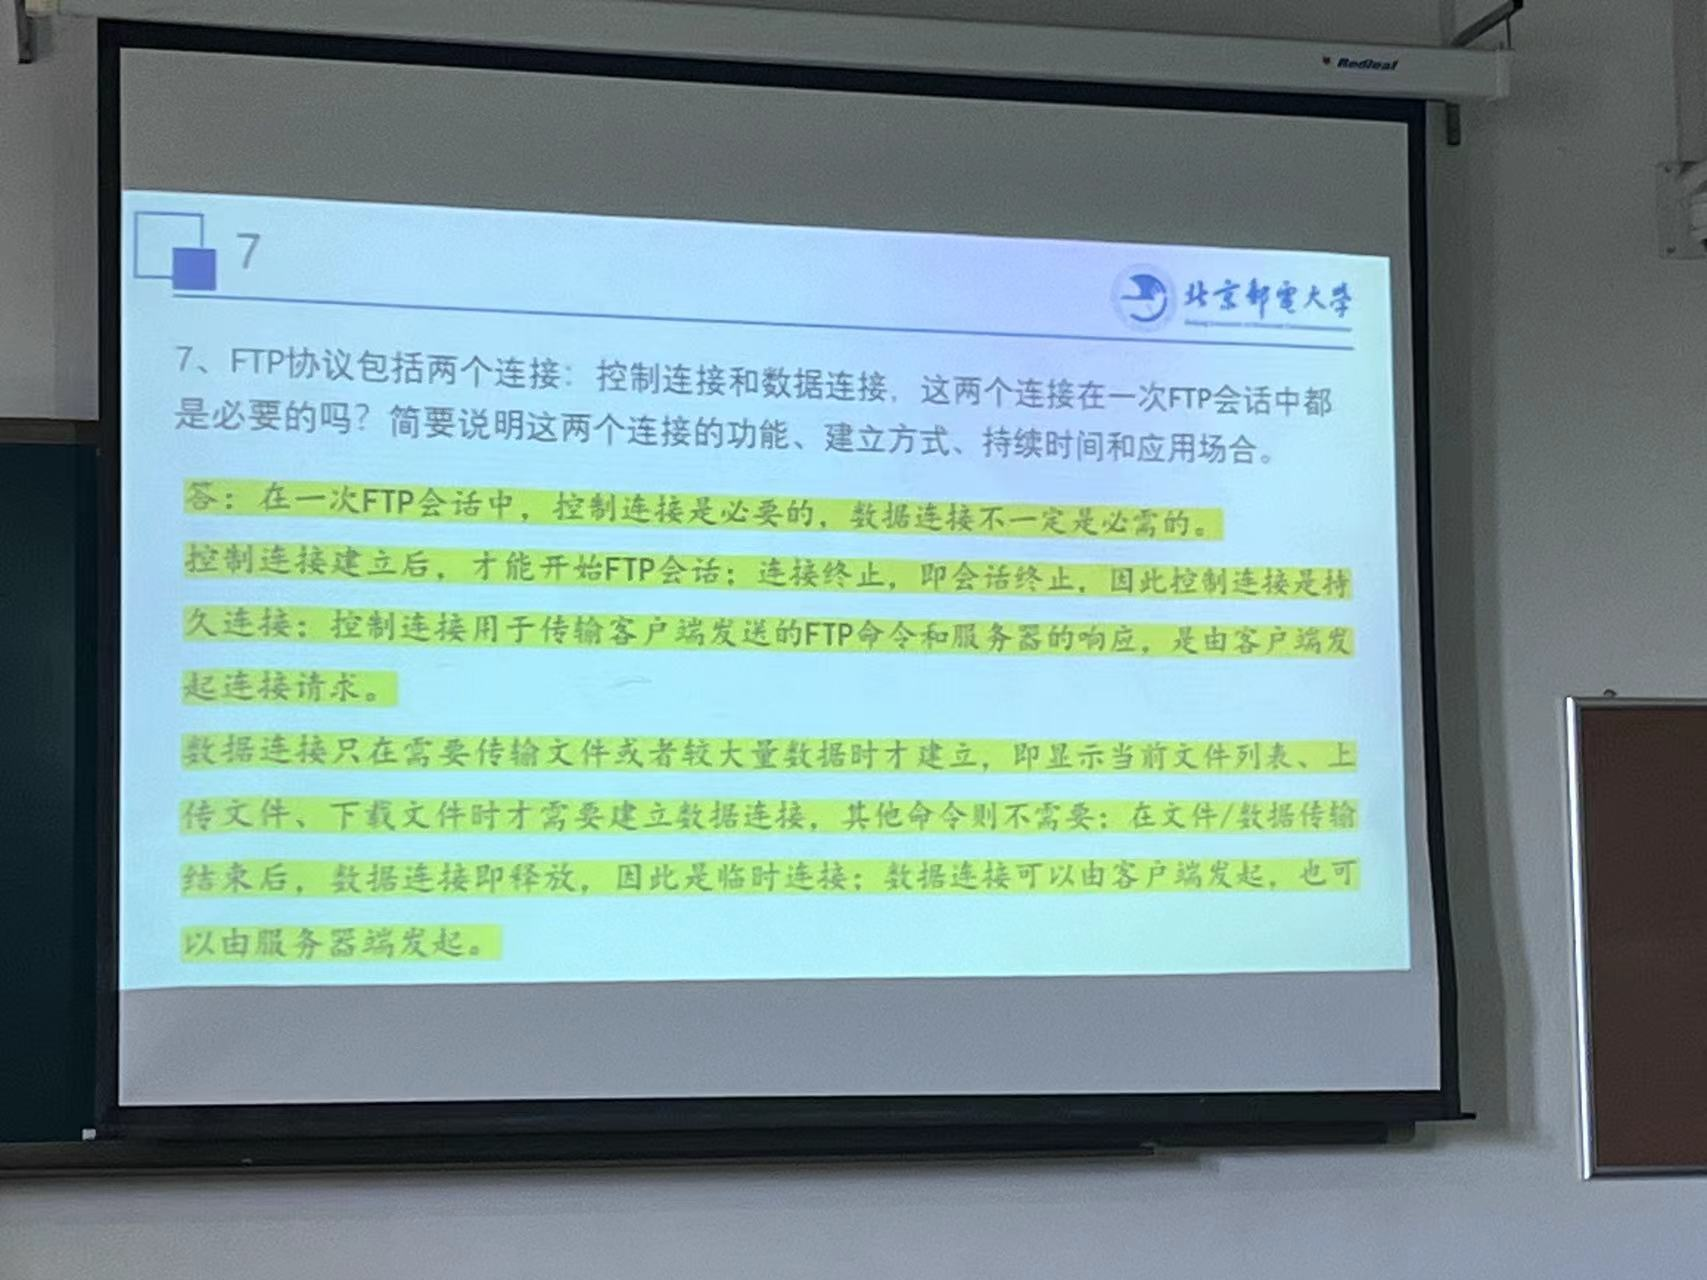 Redleaf
7
北京邮电大学
7、FTP协议包括两个连接：控制连接和数据连接，这两个连接在一次FTP会话中都
是必要的吗？简要说明这两个连接的功能、建立方式、持续时间和应用场合。
答：在一次FTP会话中，控制连接是必要的，数据连接不一定是必需的。
控制连接建立后，才能开始FTP会话；连接终止，即会话终止，因此控制连接是持
久连接；控制连接用于传输客户端发送的FTP命令和服务器的响应，是由客户端发
起连接请求。
数据连接只在需要传输文件或者较大量数据时才建立，即显示当前文件列表、上
传文件、下载文件时才需要建立数据连接，其他命令则不需要；在文件/数据传输
结束后，数据连接即释放，因此是临时连接；数据连接可以由客户端发起，也可
以由服务器端发起。